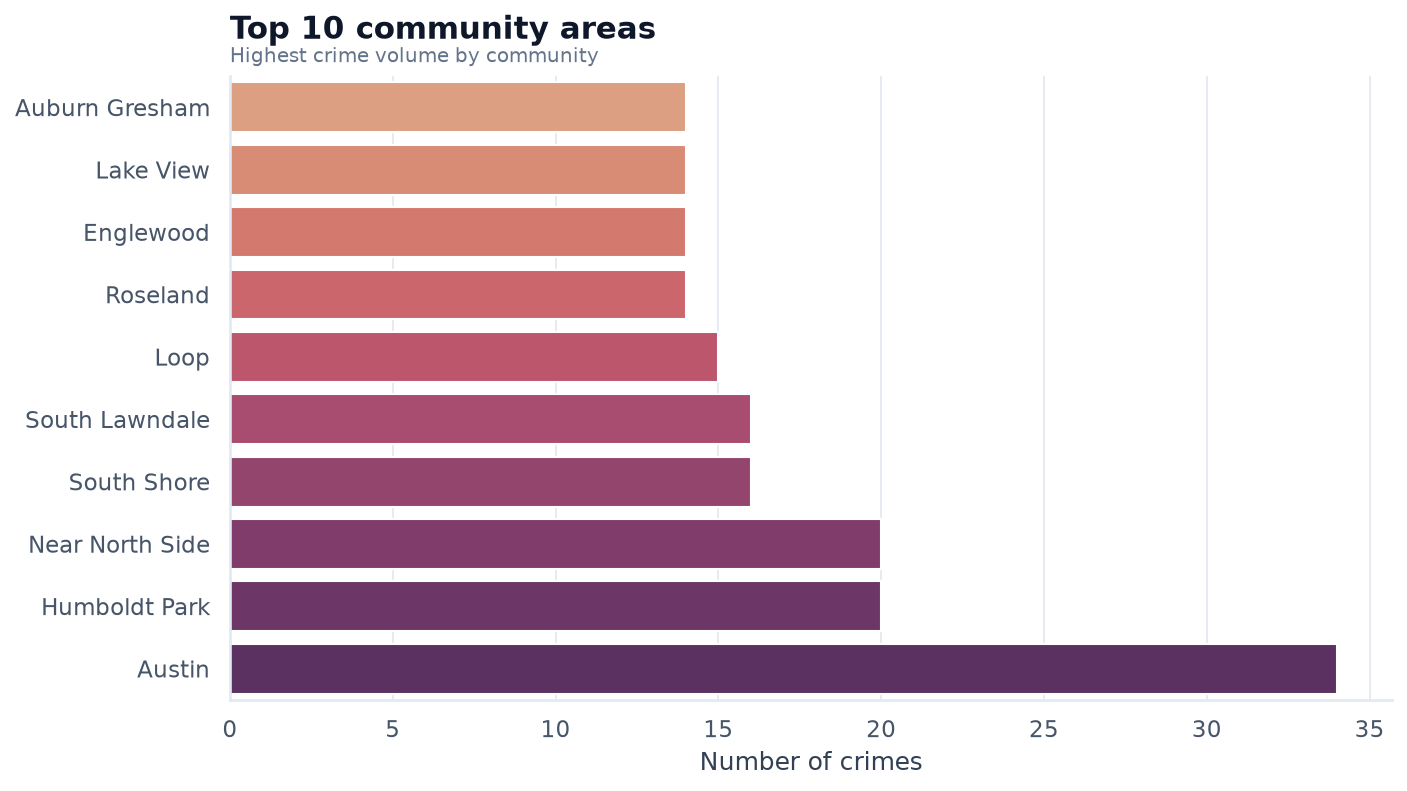 Top 10 community areas
Highest crime volume by community
Auburn Gresham
Lake View
Englewood
Roseland
Loop
South Lawndale
South Shore
Near North Side
Humboldt Park
Austin
0 5 10 15 20 25 30 35
Number of crimes